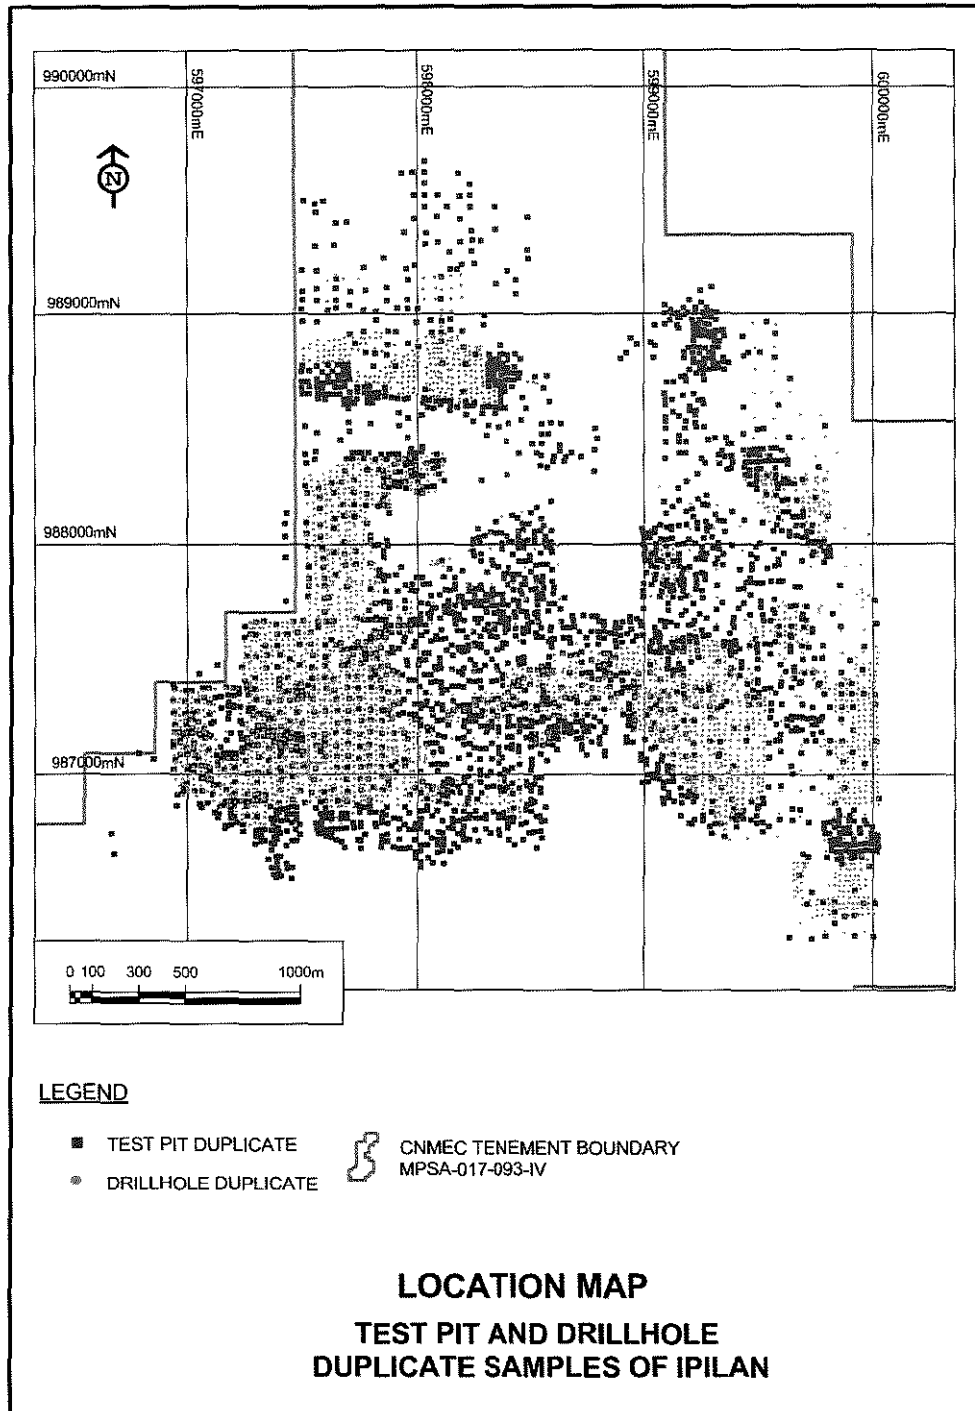 990000mN
597000mE
598000mE
599000mE
600000mE
N
989000mN
988000mN
987000mN
0 100 300 500 1000m
LEGEND
TEST PIT DUPLICATE
DRILLHOLE DUPLICATE
CNMEC TENEMENT BOUNDARY
MPSA-017-093-IV
LOCATION MAP
TEST PIT AND DRILLHOLE
DUPLICATE SAMPLES OF IPILAN